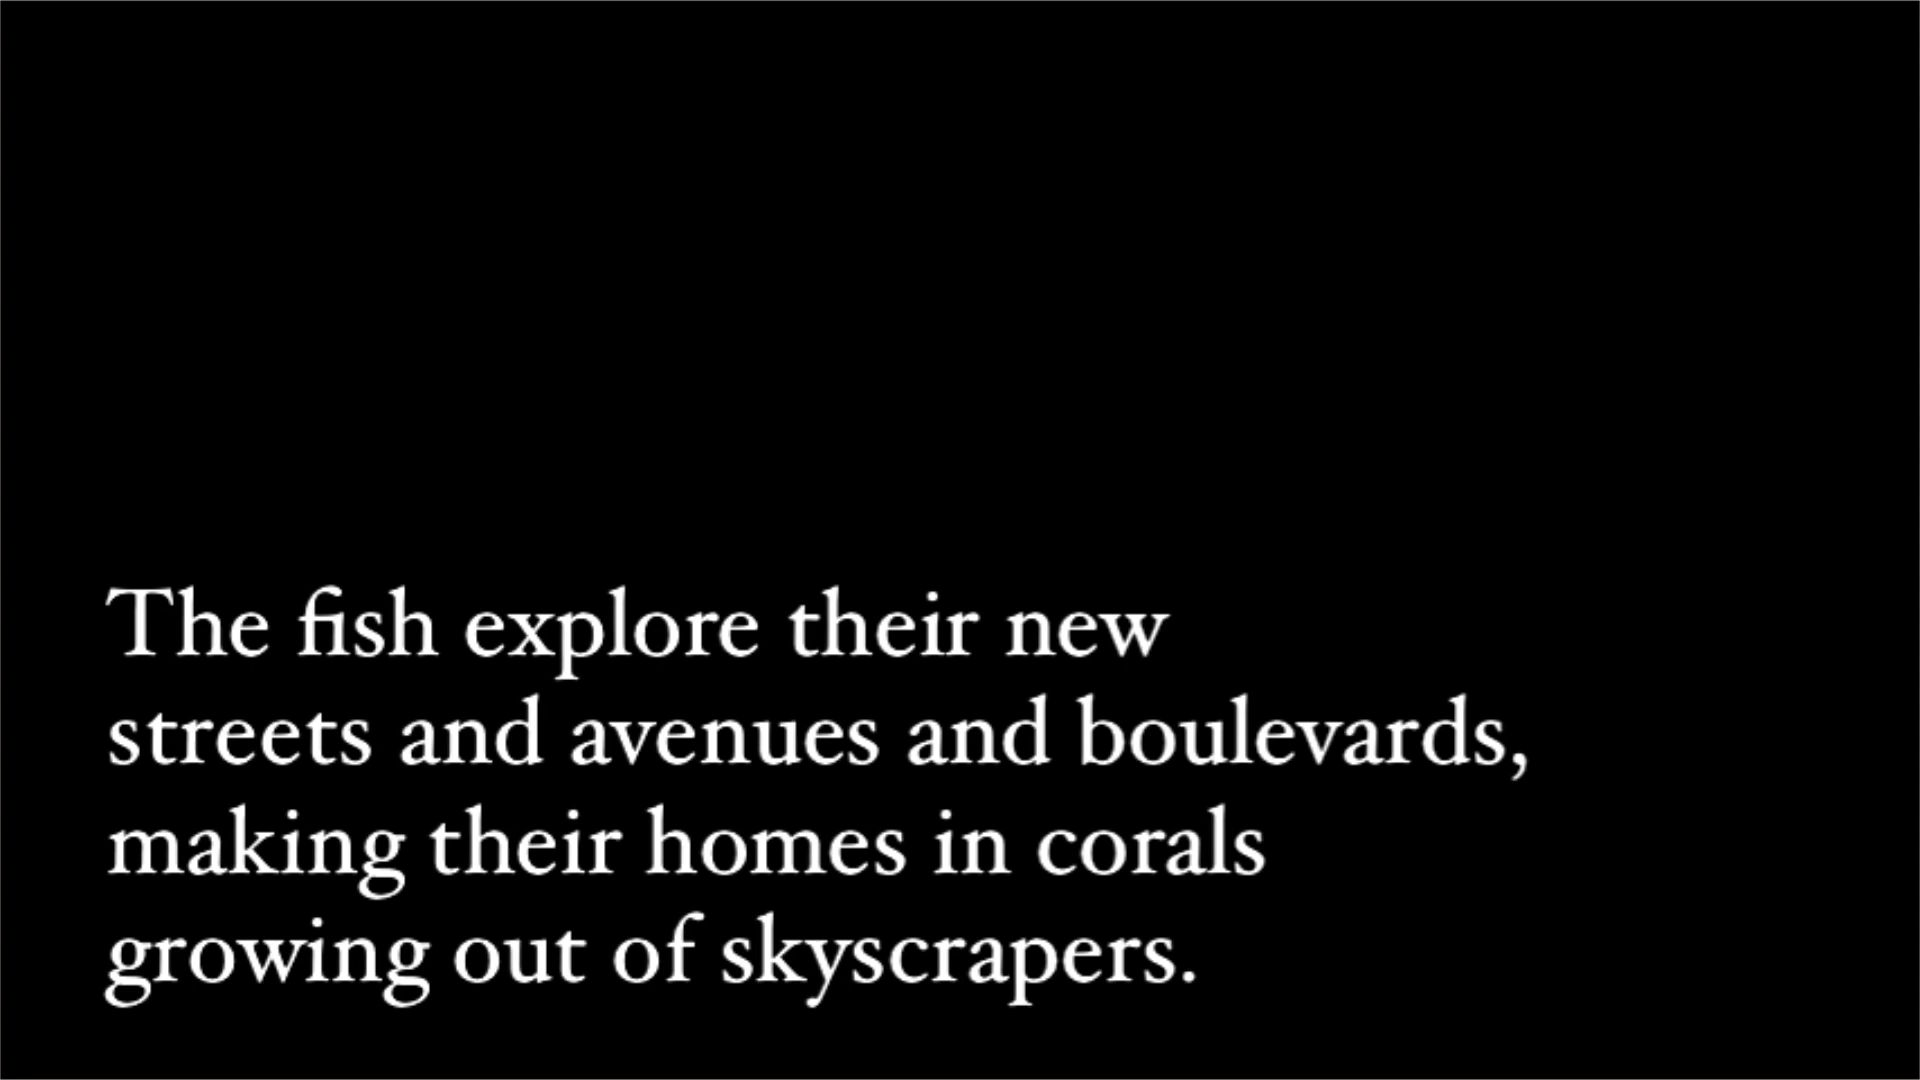 The fish explore their new
streets and avenues and boulevards,
making their homes in corals
growing out of skyscrapers.